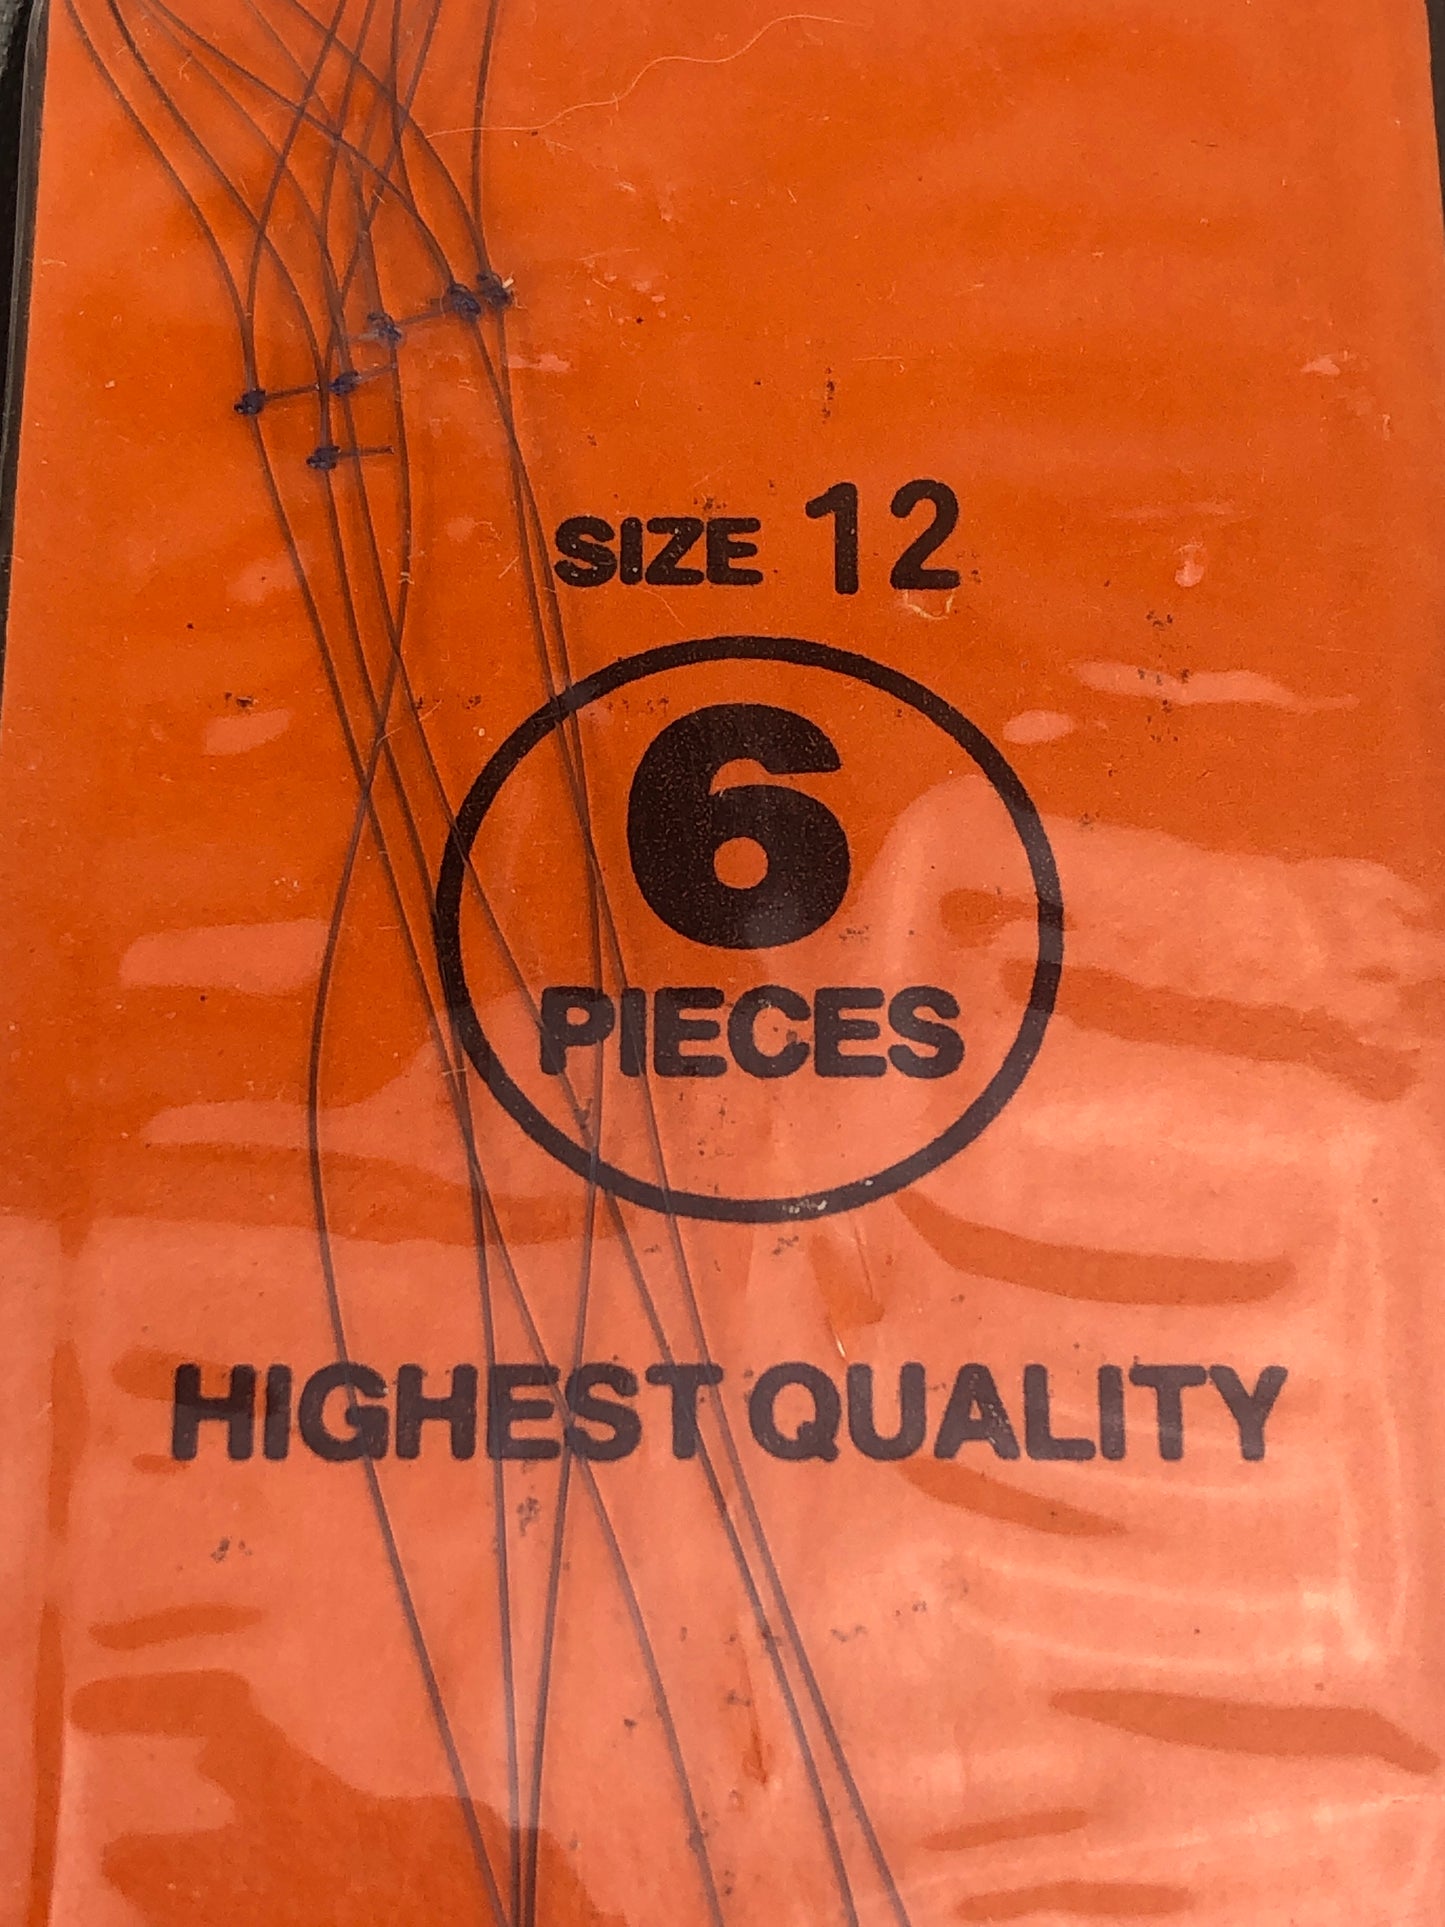 SIZE 12
6
PIECES
HIGHEST QUALITY